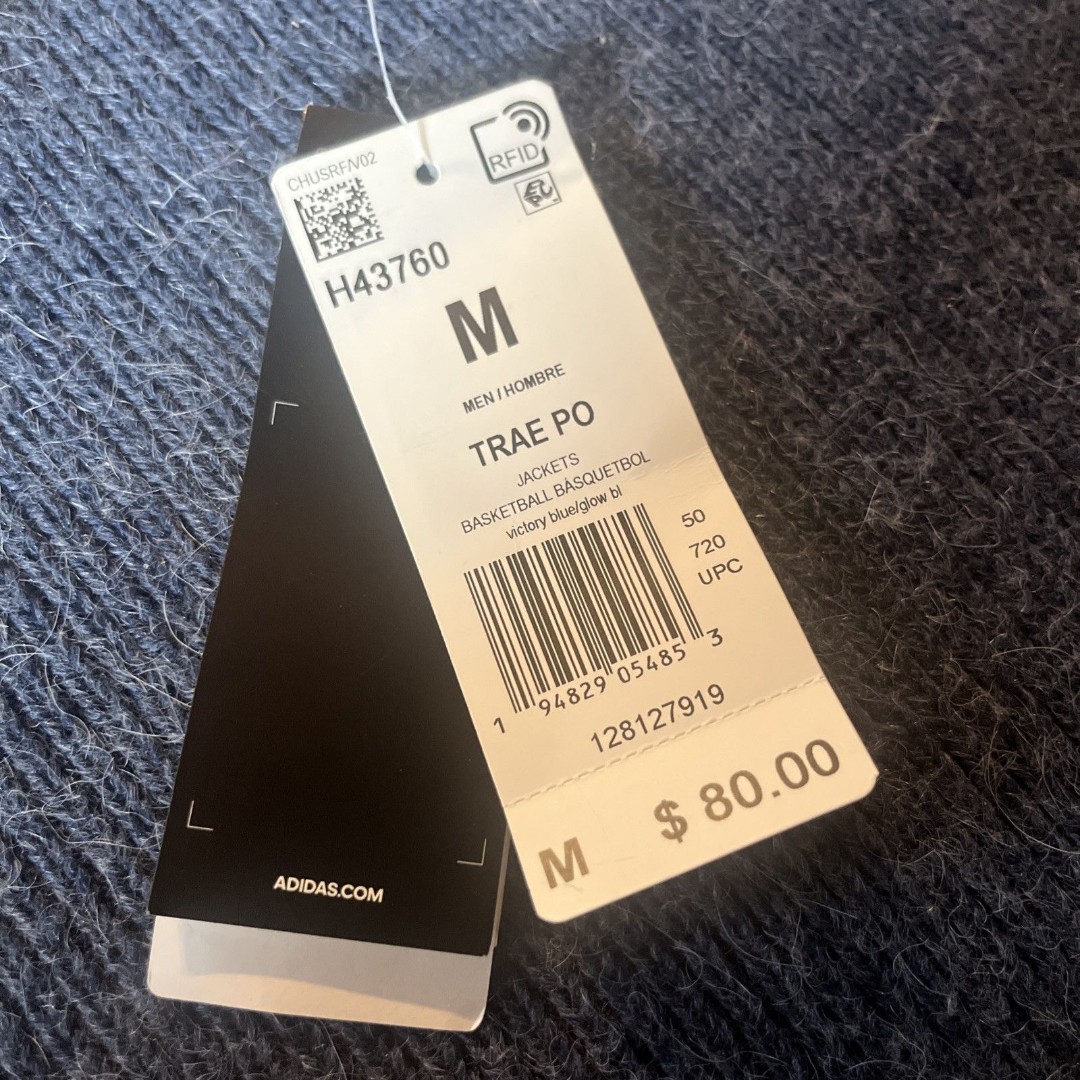 CHUSRF/V02
RFID
H43760
M
MEN / HOMBRE
TRAE PO
JACKETS
BASKETBALL BÁSQUETBOL
victory blue/glow bl
50
720
UPC
1 94829 05485 3
128127919
M $ 80.00
ADIDAS.COM